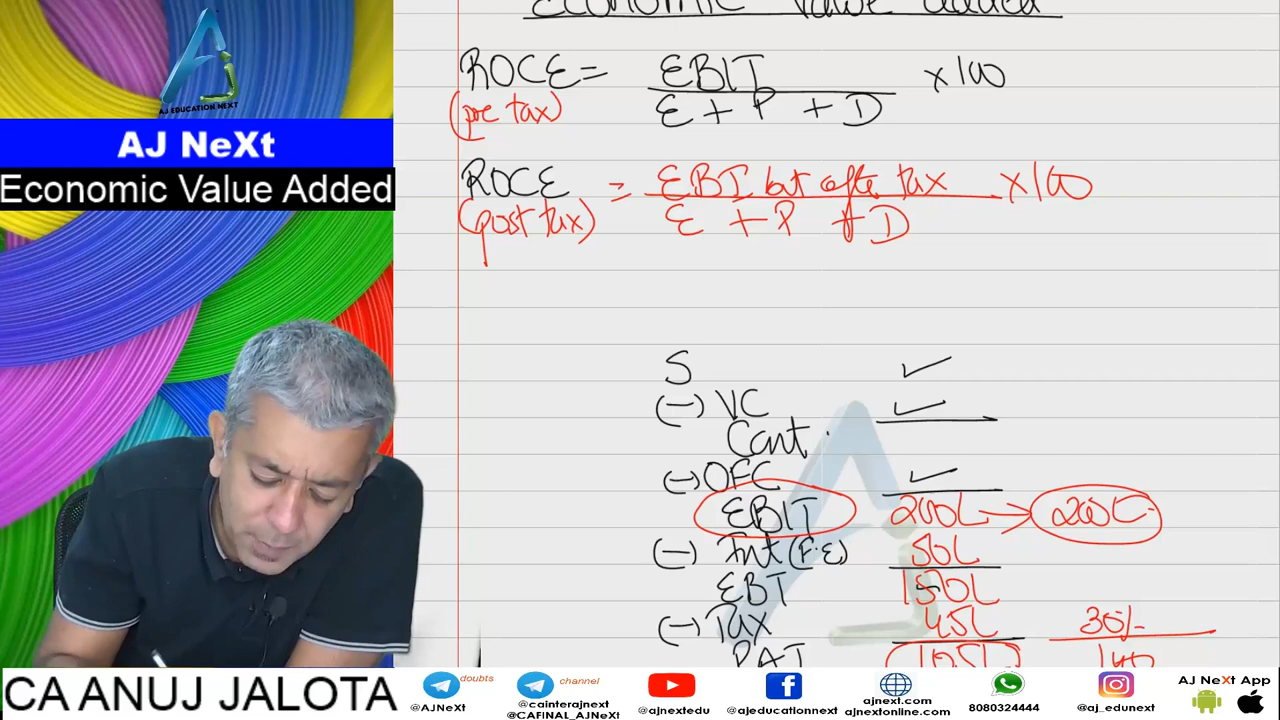 Economic Value added
ROCE = EBIT x100
(pre tax) E + P + D
ROCE = EBIT but after tax x100
(post tax) E + P + D
S ✓
(-) VC ✓
Cont.
(-) OFC ✓
EBIT 200L → 200L
(-) Int (F.E) 50L
EBT 150L
(-) Tax 45L 30%
PAT 105L 140
AJ EDUCATION NEXT
AJ NeXt
Economic Value Added
CA ANUJ JALOTA
doubts
@AJNeXt
channel
@cainterajnext
@CAFINAL_AJNeXt
@ajnextedu
@ajeducationnext
ajnext.com
ajnextonline.com
8080324444
@aj_edunext
AJ NeXt App